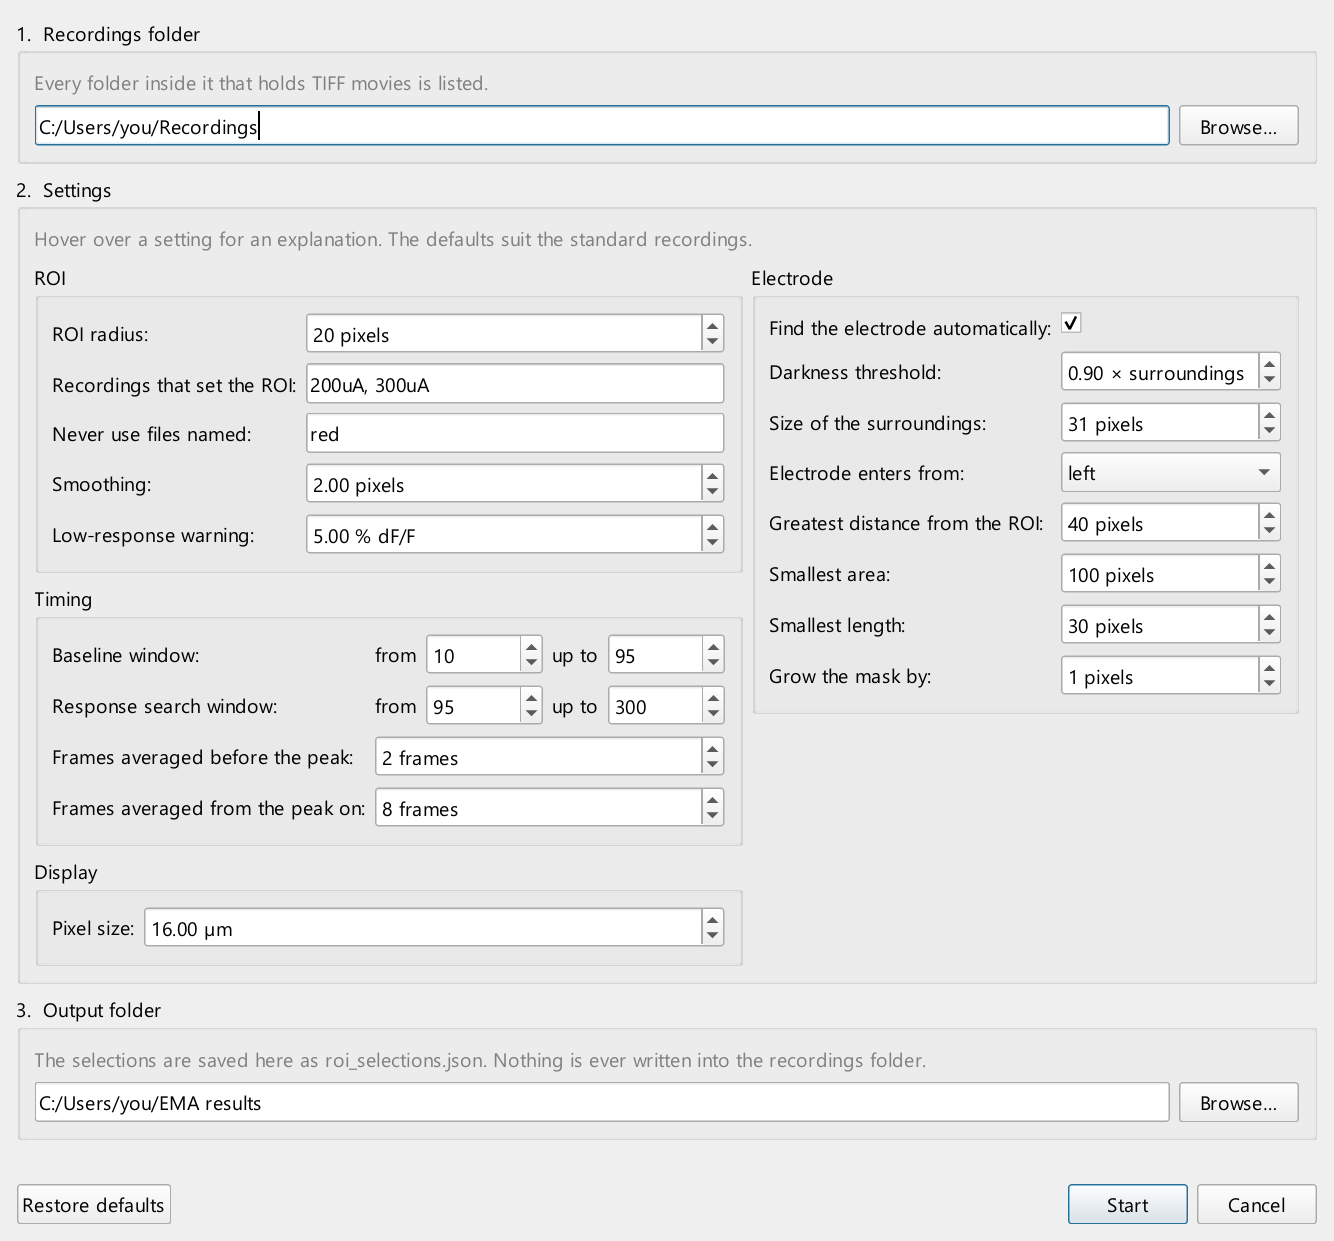 1. Recordings folder
Every folder inside it that holds TIFF movies is listed.
C:/Users/you/Recordings
Browse...
2. Settings
Hover over a setting for an explanation. The defaults suit the standard recordings.
ROI
ROI radius: 20 pixels
Recordings that set the ROI: 200uA, 300uA
Never use files named: red
Smoothing: 2.00 pixels
Low-response warning: 5.00 % dF/F
Timing
Baseline window: from 10 up to 95
Response search window: from 95 up to 300
Frames averaged before the peak: 2 frames
Frames averaged from the peak on: 8 frames
Display
Pixel size: 16.00 µm
Electrode
Find the electrode automatically:
Darkness threshold: 0.90 × surroundings
Size of the surroundings: 31 pixels
Electrode enters from: left
Greatest distance from the ROI: 40 pixels
Smallest area: 100 pixels
Smallest length: 30 pixels
Grow the mask by: 1 pixels
3. Output folder
The selections are saved here as roi_selections.json. Nothing is ever written into the recordings folder.
C:/Users/you/EMA results
Browse...
Restore defaults
Start
Cancel